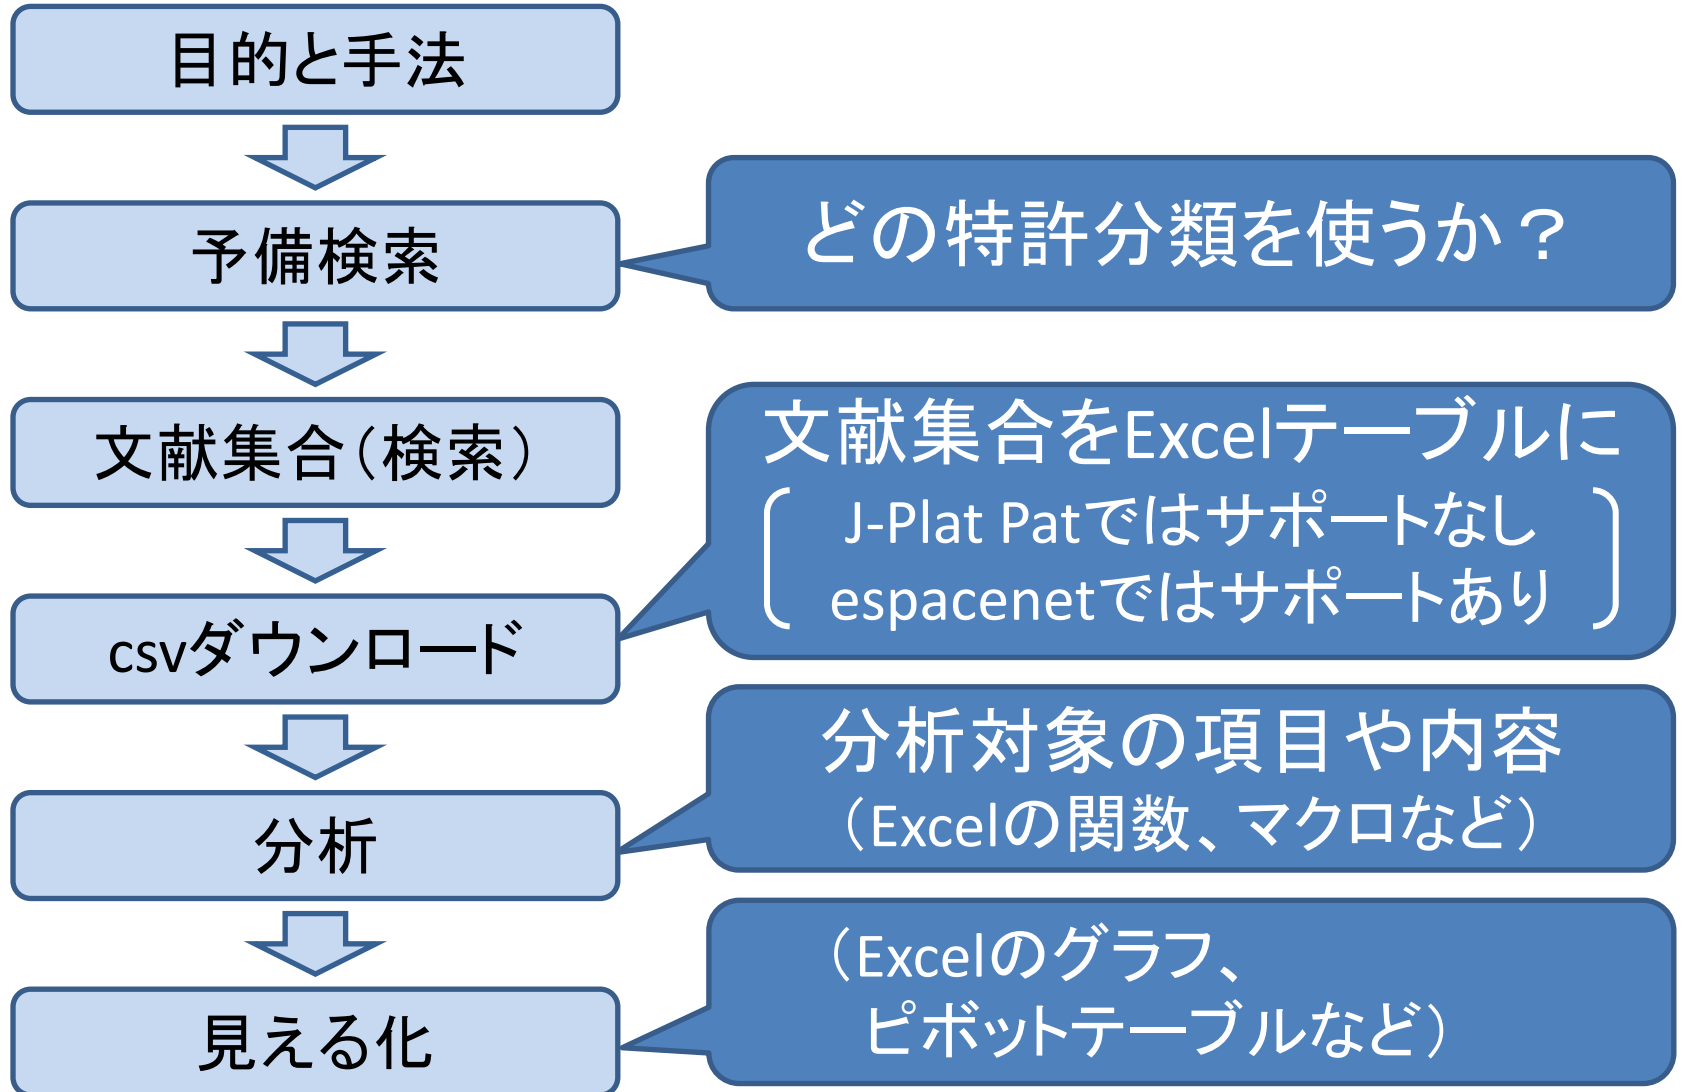 目的と手法
予備検索
どの特許分類を使うか？
文献集合（検索）
文献集合をExcelテーブルに
J-Plat Patではサポートなし
espacenetではサポートあり
csvダウンロード
分析対象の項目や内容
（Excelの関数、マクロなど）
分析
（Excelのグラフ、
ピボットテーブルなど）
見える化